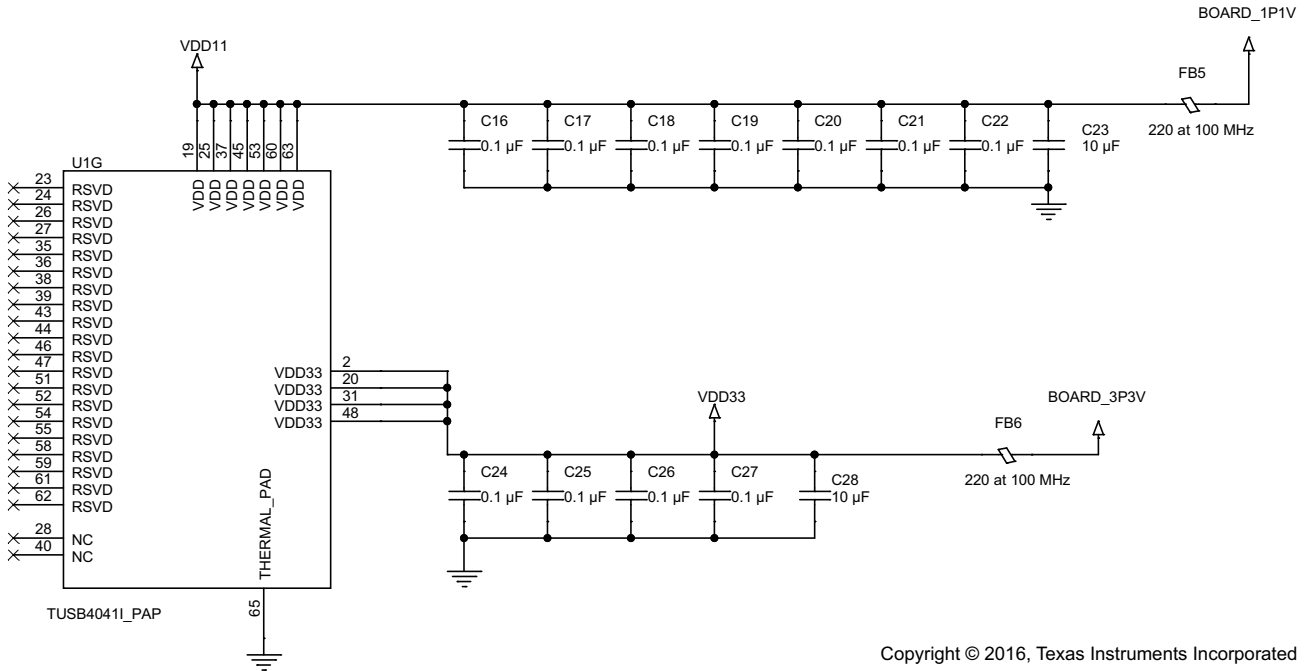 BOARD_1P1V
VDD11
FB5
220 at 100 MHz
C16
0.1 µF
C17
0.1 µF
C18
0.1 µF
C19
0.1 µF
C20
0.1 µF
C21
0.1 µF
C22
0.1 µF
C23
10 µF
U1G
19
25
37
45
53
60
63
VDD
VDD
VDD
VDD
VDD
VDD
VDD
23 RSVD
24 RSVD
26 RSVD
27 RSVD
35 RSVD
36 RSVD
38 RSVD
39 RSVD
43 RSVD
44 RSVD
46 RSVD
47 RSVD
51 RSVD
52 RSVD
54 RSVD
55 RSVD
58 RSVD
59 RSVD
61 RSVD
62 RSVD
28 NC
40 NC
VDD33 2
VDD33 20
VDD33 31
VDD33 48
THERMAL_PAD
65
TUSB4041I_PAP
VDD33
BOARD_3P3V
FB6
220 at 100 MHz
C24
0.1 µF
C25
0.1 µF
C26
0.1 µF
C27
0.1 µF
C28
10 µF
Copyright © 2016, Texas Instruments Incorporated